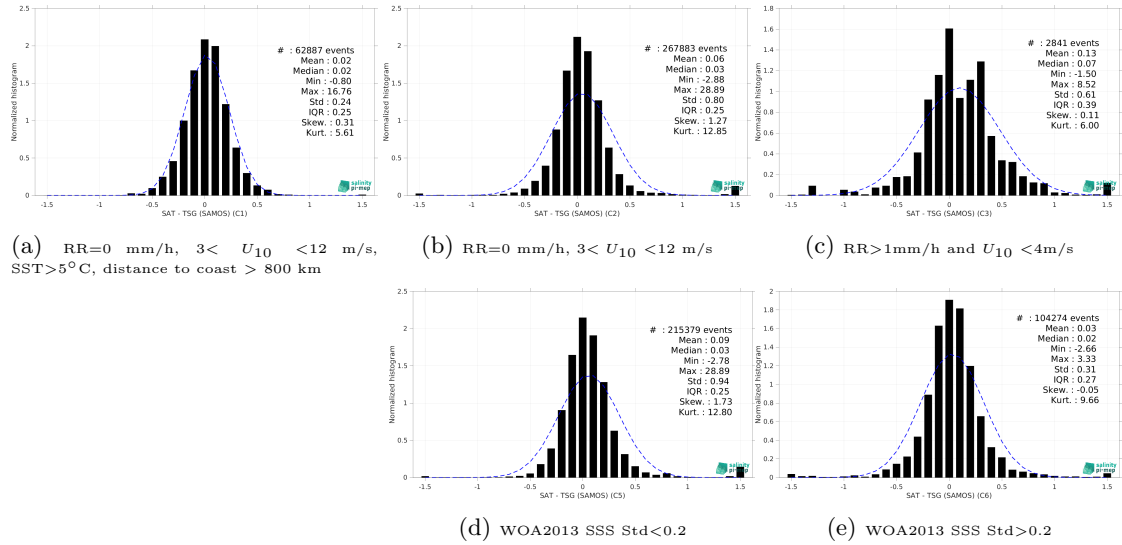 2.5
2
1.5
1
0.5
0
-1.5
-1
-0.5
0
0.5
1
1.5
Normalized histogram
SAT - TSG (SAMOS) (C1)
# : 62887 events
Mean : 0.02
Median : 0.02
Min : -0.80
Max : 16.76
Std : 0.24
IQR : 0.25
Skew. : 0.31
Kurt. : 5.61
salinity
pi-mep
(a) RR=0 mm/h, 3< U10 <12 m/s,
SST>5°C, distance to coast > 800 km
2.5
2
1.5
1
0.5
0
-1.5
-1
-0.5
0
0.5
1
1.5
Normalized histogram
SAT - TSG (SAMOS) (C2)
# : 267883 events
Mean : 0.06
Median : 0.03
Min : -2.88
Max : 28.89
Std : 0.80
IQR : 0.25
Skew. : 1.27
Kurt. : 12.85
salinity
pi-mep
(b) RR=0 mm/h, 3< U10 <12 m/s
1.8
1.6
1.4
1.2
1
0.8
0.6
0.4
0.2
0
-1.5
-1
-0.5
0
0.5
1
1.5
Normalized histogram
SAT - TSG (SAMOS) (C3)
# : 2841 events
Mean : 0.13
Median : 0.07
Min : -1.50
Max : 8.52
Std : 0.61
IQR : 0.39
Skew. : 0.11
Kurt. : 6.00
salinity
pi-mep
(c) RR>1mm/h and U10 <4m/s
2.5
2
1.5
1
0.5
0
-1.5
-1
-0.5
0
0.5
1
1.5
Normalized histogram
SAT - TSG (SAMOS) (C5)
# : 215379 events
Mean : 0.09
Median : 0.03
Min : -2.78
Max : 28.89
Std : 0.94
IQR : 0.25
Skew. : 1.73
Kurt. : 12.80
salinity
pi-mep
(d) WOA2013 SSS Std<0.2
2
1.8
1.6
1.4
1.2
1
0.8
0.6
0.4
0.2
0
-1.5
-1
-0.5
0
0.5
1
1.5
Normalized histogram
SAT - TSG (SAMOS) (C6)
# : 104274 events
Mean : 0.03
Median : 0.02
Min : -2.66
Max : 3.33
Std : 0.31
IQR : 0.27
Skew. : -0.05
Kurt. : 9.66
salinity
pi-mep
(e) WOA2013 SSS Std>0.2